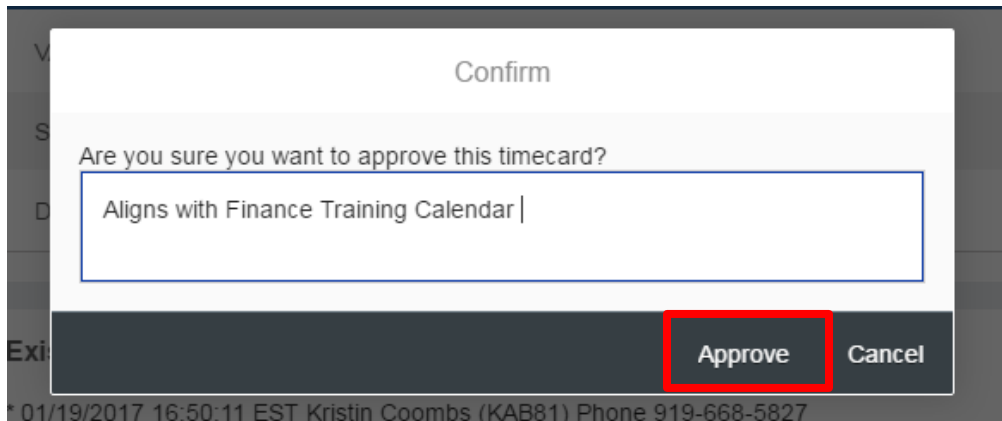 V
Confirm
S
Are you sure you want to approve this timecard?
D
Aligns with Finance Training Calendar
Approve Cancel
Exi
* 01/19/2017 16:50:11 EST Kristin Coombs (KAB81) Phone 919-668-5827